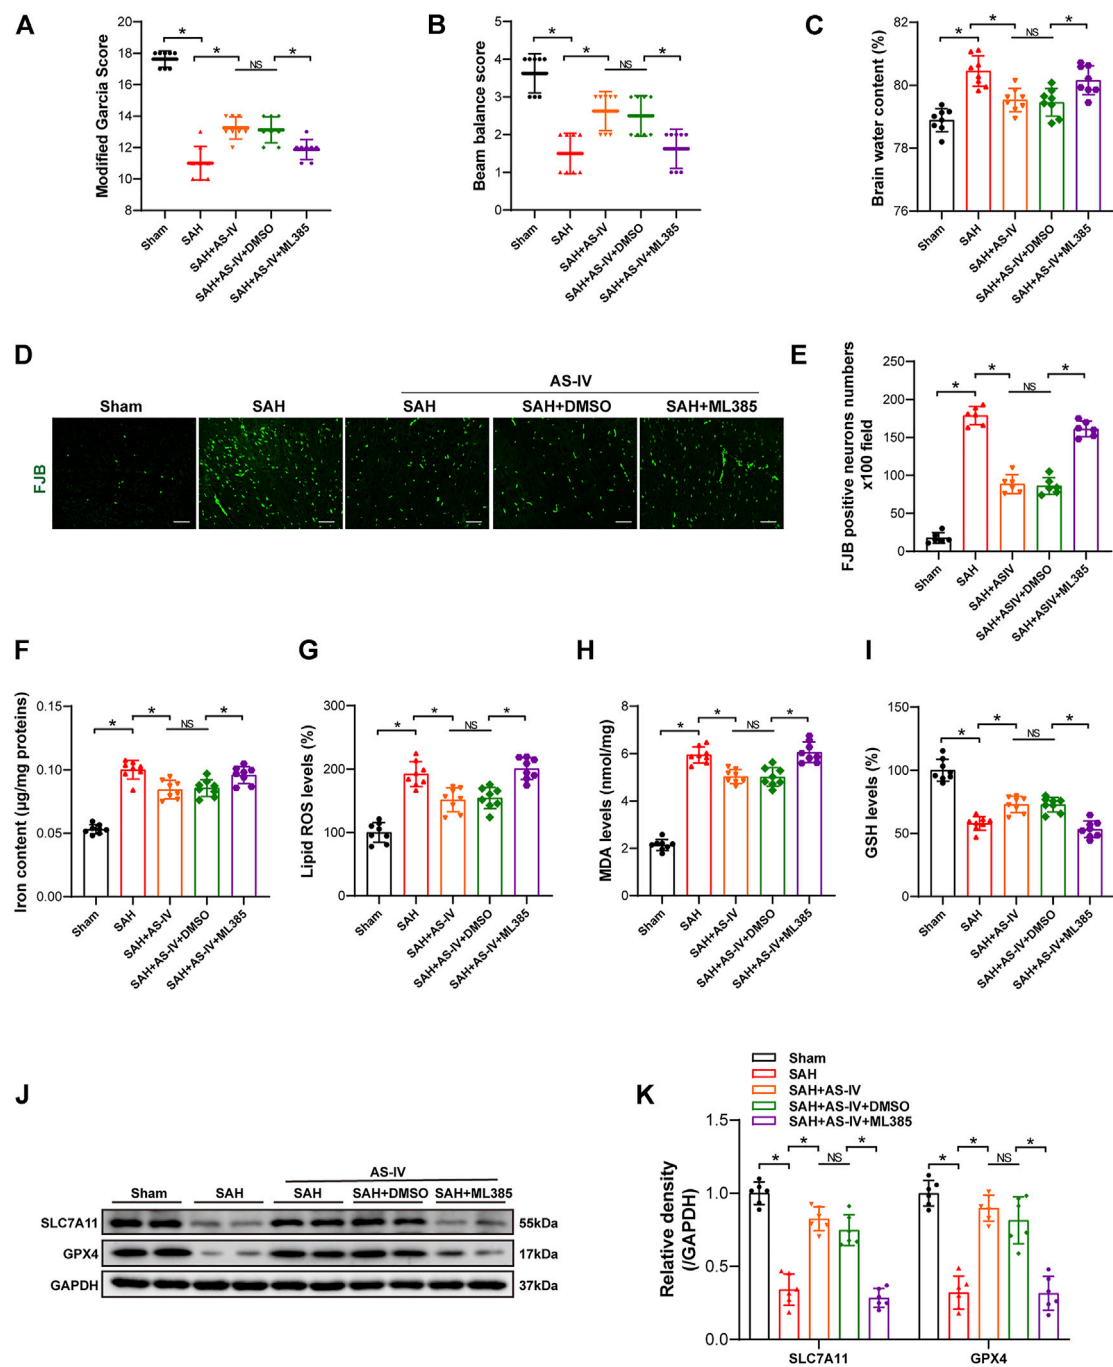 A
Modified Garcia Score
20
18
16
14
12
10
8
*
*
NS
*
Sham
SAH
SAH+AS-IV
SAH+AS-IV+DMSO
SAH+AS-IV+ML385
B
Beam balance score
5
4
3
2
1
0
*
*
NS
*
Sham
SAH
SAH+AS-IV
SAH+AS-IV+DMSO
SAH+AS-IV+ML385
C
Brain water content (%)
82
80
78
76
*
*
NS
*
Sham
SAH
SAH+AS-IV
SAH+AS-IV+DMSO
SAH+AS-IV+ML385
D
AS-IV
Sham
SAH
SAH
SAH+DMSO
SAH+ML385
FJB
E
FJB positive neurons numbers
x100 field
250
200
150
100
50
0
*
*
NS
*
Sham
SAH
SAH+ASIV
SAH+ASIV+DMSO
SAH+ASIV+ML385
F
Iron content (μg/mg proteins)
0.15
0.10
0.05
0.00
*
*
NS
*
Sham
SAH
SAH+AS-IV
SAH+AS-IV+DMSO
SAH+AS-IV+ML385
G
Lipid ROS levels (%)
300
200
100
0
*
*
NS
*
Sham
SAH
SAH+AS-IV
SAH+AS-IV+DMSO
SAH+AS-IV+ML385
H
MDA levels (nmol/mg)
8
6
4
2
0
*
*
NS
*
Sham
SAH
SAH+AS-IV
SAH+AS-IV+DMSO
SAH+AS-IV+ML385
I
GSH levels (%)
150
100
50
0
*
*
NS
*
Sham
SAH
SAH+AS-IV
SAH+AS-IV+DMSO
SAH+AS-IV+ML385
J
AS-IV
Sham
SAH
SAH
SAH+DMSO
SAH+ML385
SLC7A11
55kDa
GPX4
17kDa
GAPDH
37kDa
K
Sham
SAH
SAH+AS-IV
SAH+AS-IV+DMSO
SAH+AS-IV+ML385
Relative density
(/GAPDH)
1.5
1.0
0.5
0.0
*
*
NS
*
*
*
NS
*
SLC7A11
GPX4